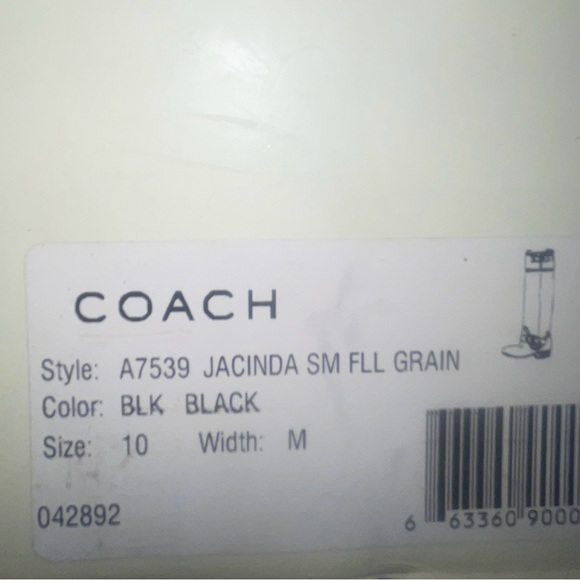 COACH
Style: A7539 JACINDA SM FLL GRAIN
Color: BLK BLACK
Size: 10 Width: M
042892
6 63360 9000